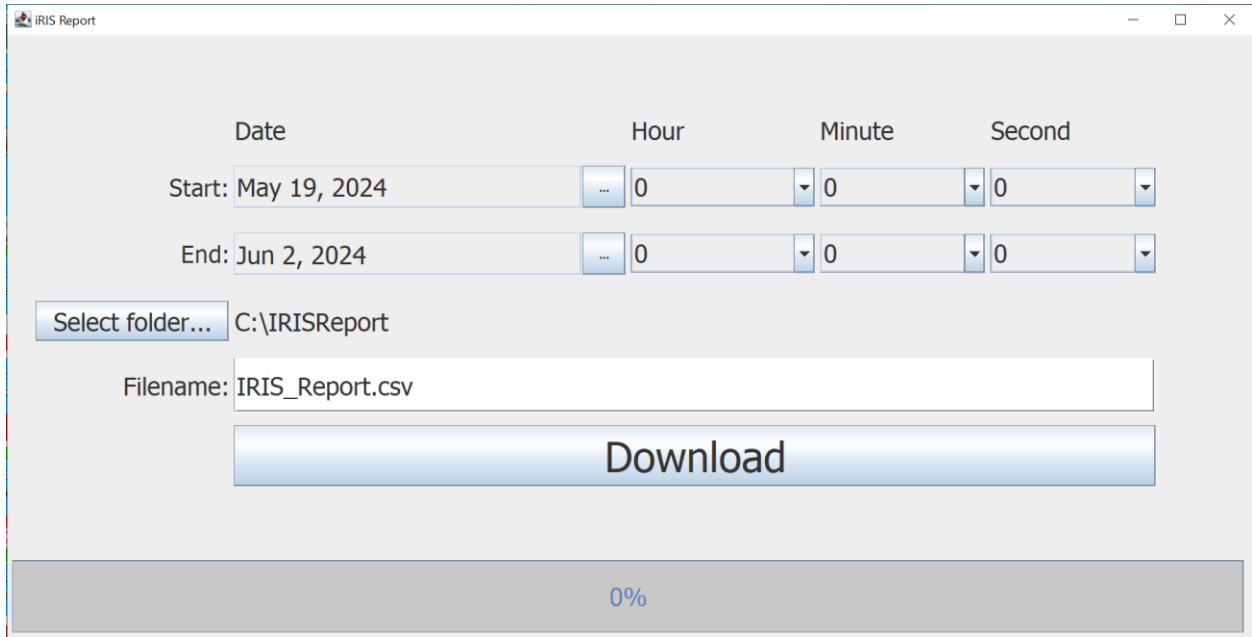 iRIS Report
Date Hour Minute Second
Start: May 19, 2024 ... 0 0 0
End: Jun 2, 2024 ... 0 0 0
Select folder... C:\IRISReport
Filename: IRIS_Report.csv
Download
0%